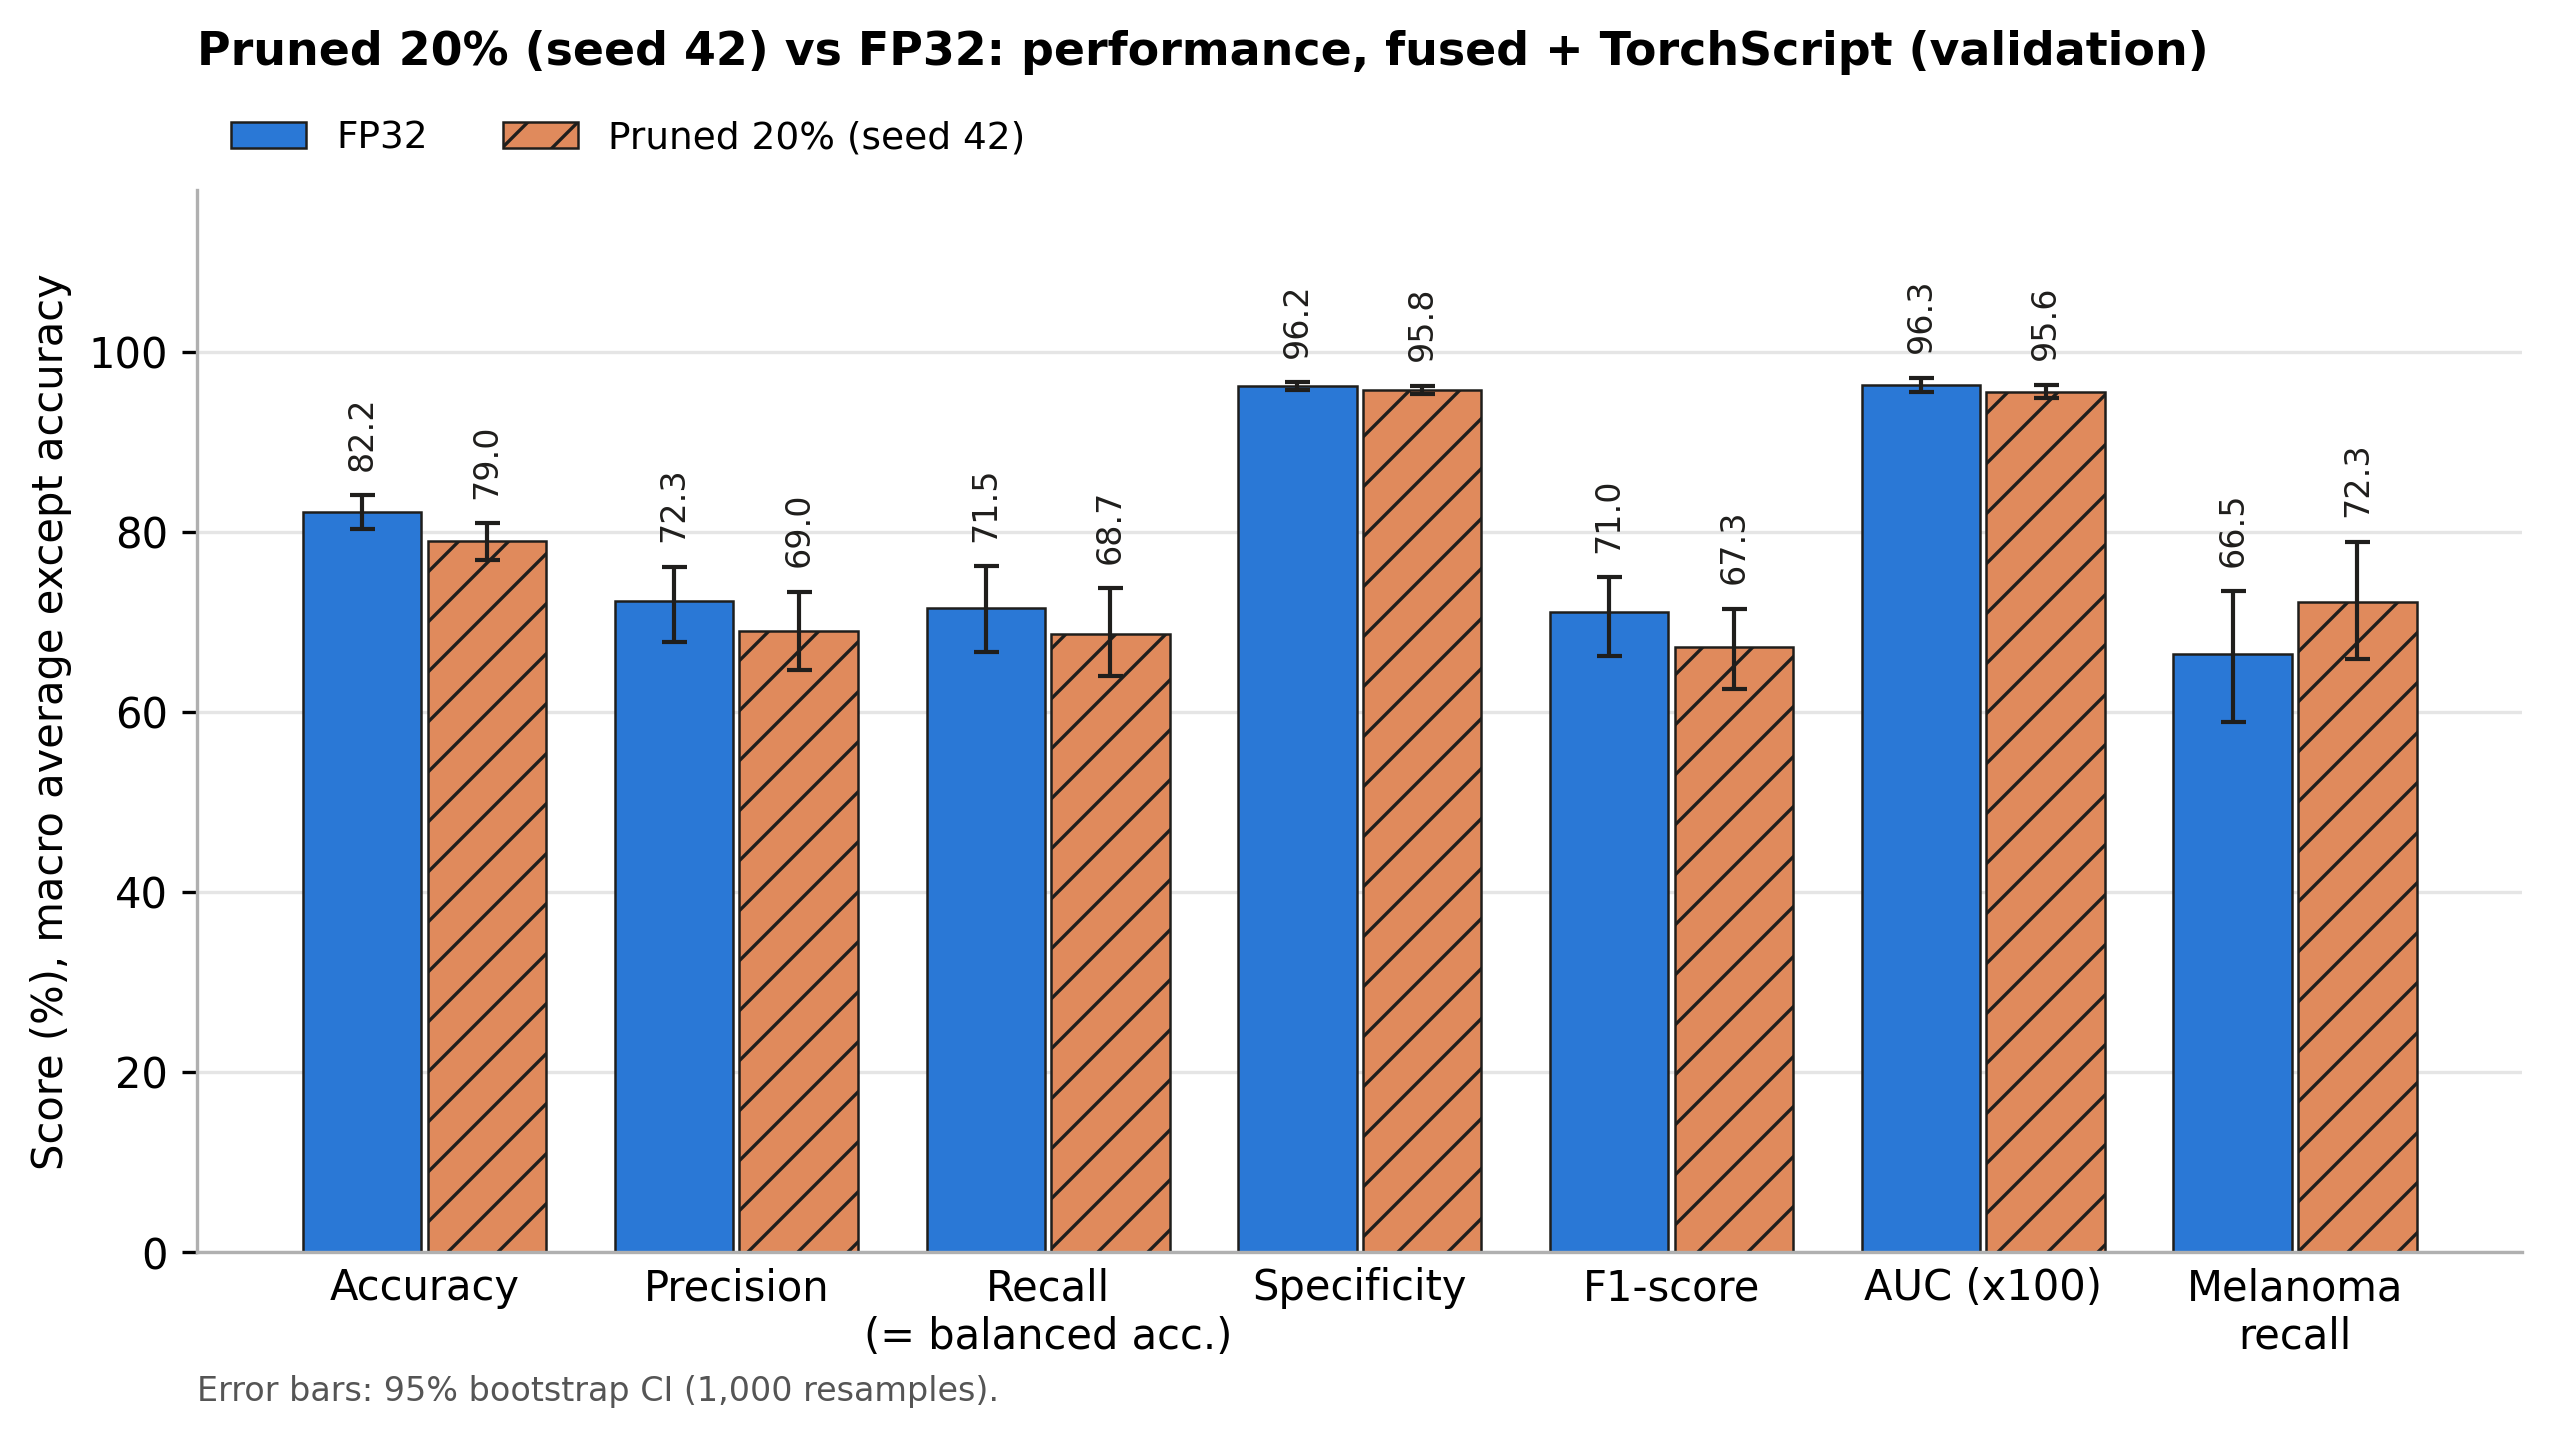 Pruned 20% (seed 42) vs FP32: performance, fused + TorchScript (validation)
FP32
Pruned 20% (seed 42)
Score (%), macro average except accuracy
100
80
60
40
20
0
82.2
79.0
72.3
69.0
71.5
68.7
96.2
95.8
71.0
67.3
96.3
95.6
66.5
72.3
Accuracy
Precision
Recall
(= balanced acc.)
Specificity
F1-score
AUC (x100)
Melanoma
recall
Error bars: 95% bootstrap CI (1,000 resamples).